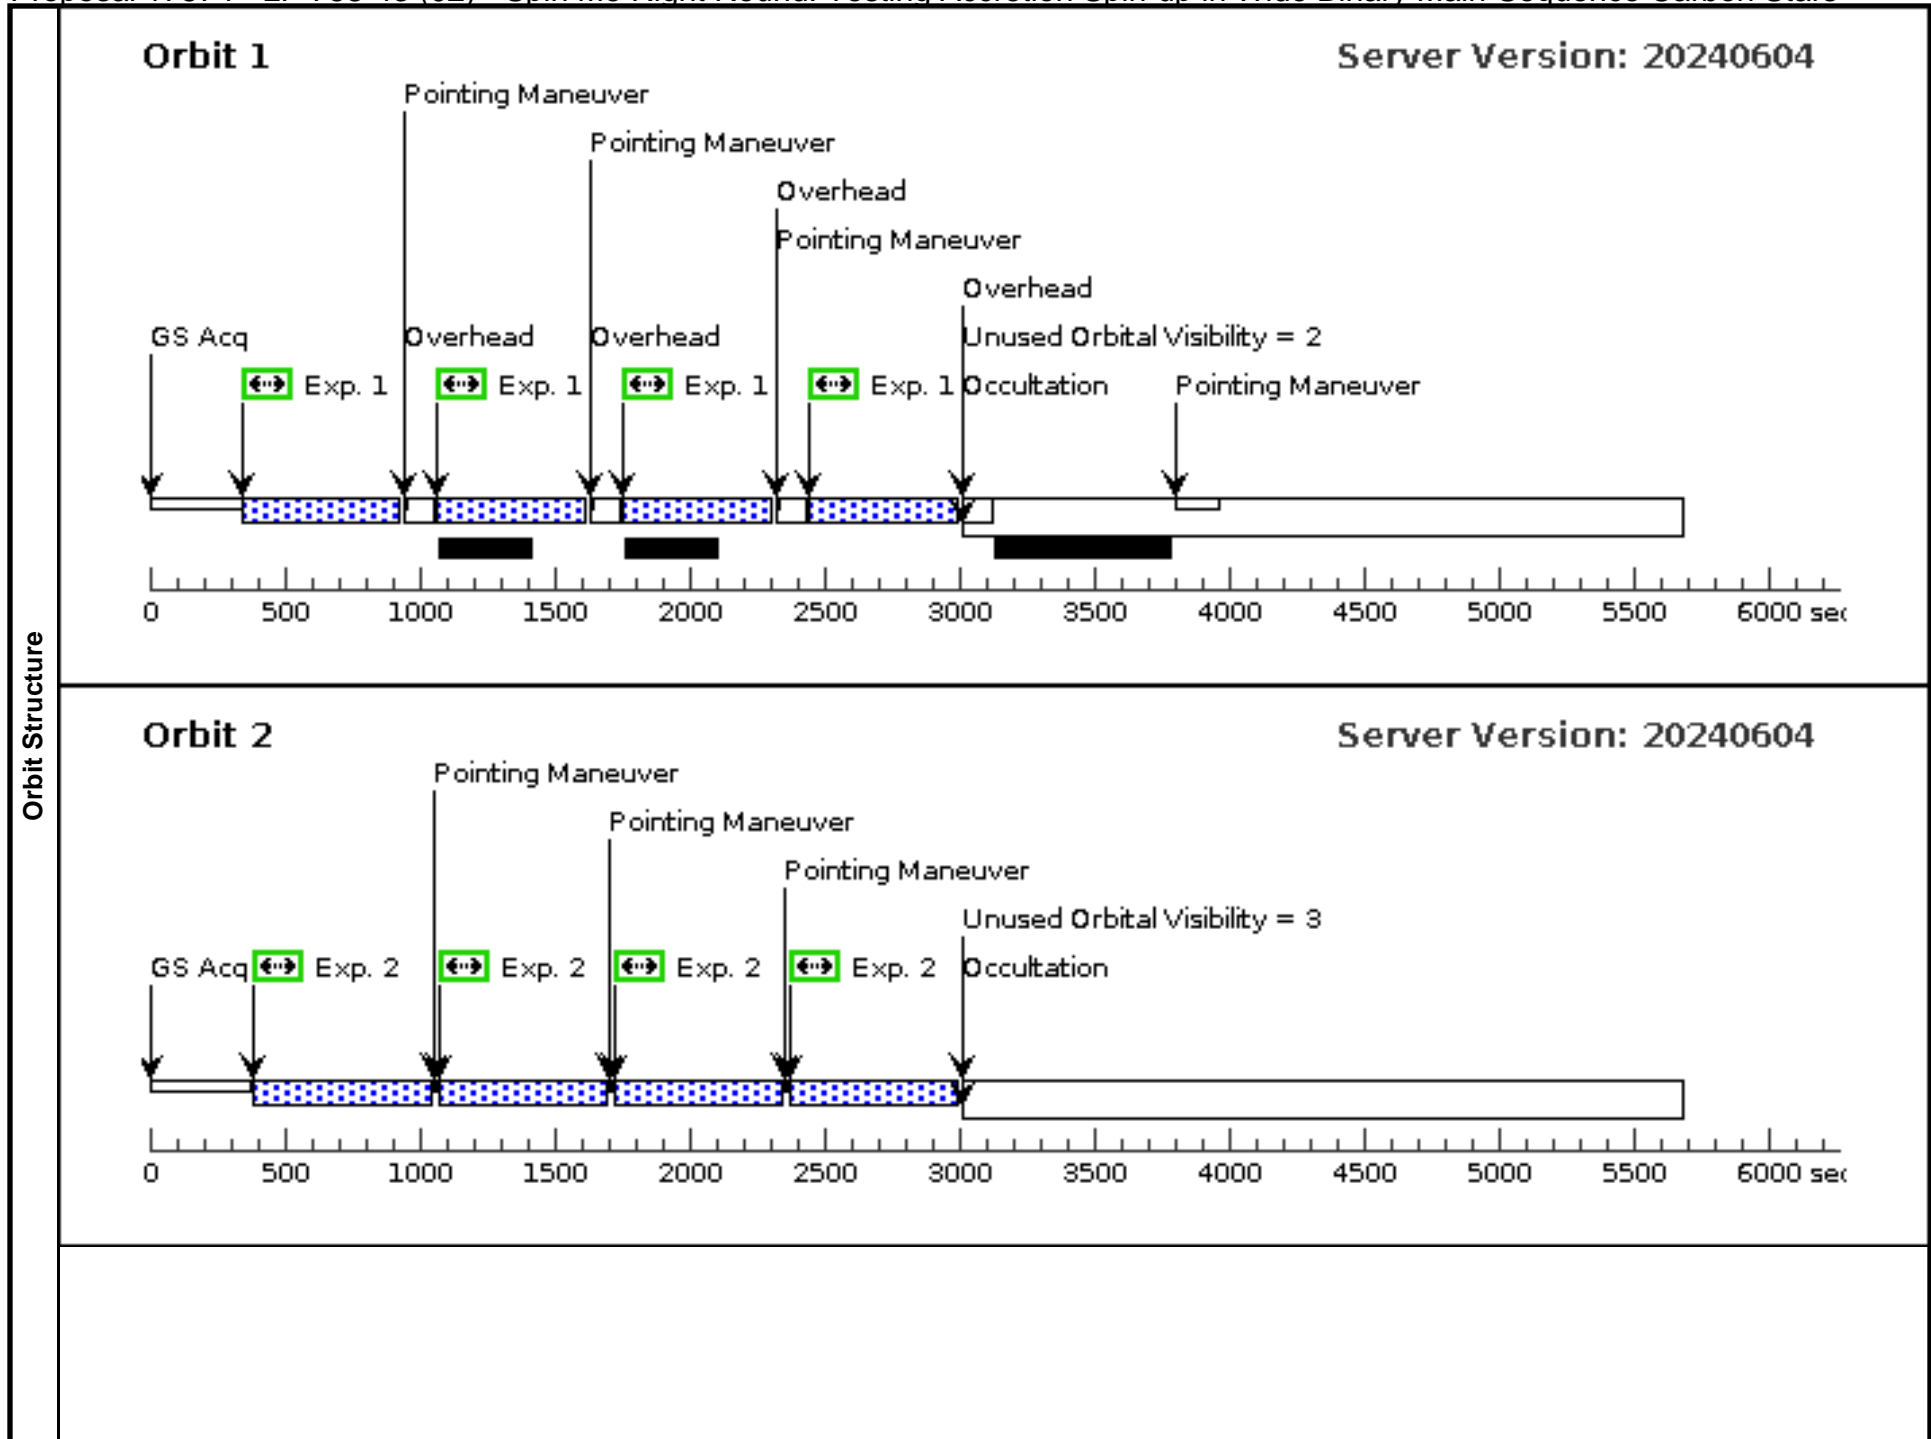 Orbit Structure
Orbit 1 Server Version: 20240604
Pointing Maneuver
Pointing Maneuver
Overhead
Pointing Maneuver
Overhead
GS Acq Overhead Overhead Unused Orbital Visibility = 2
Exp. 1 Exp. 1 Exp. 1 Exp. 1 Occultation Pointing Maneuver
0 500 1000 1500 2000 2500 3000 3500 4000 4500 5000 5500 6000 sec
Orbit 2 Server Version: 20240604
Pointing Maneuver
Pointing Maneuver
Pointing Maneuver
Unused Orbital Visibility = 3
GS Acq Exp. 2 Exp. 2 Exp. 2 Exp. 2 Occultation
0 500 1000 1500 2000 2500 3000 3500 4000 4500 5000 5500 6000 sec